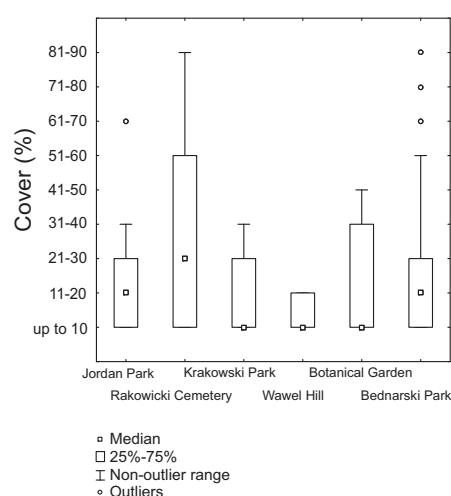 Cover (%)
81-90
71-80
61-70
51-60
41-50
31-40
21-30
11-20
up to 10
Jordan Park
Krakowski Park
Botanical Garden
Rakowicki Cemetery
Wawel Hill
Bednarski Park
Median
25%-75%
Non-outlier range
Outliers